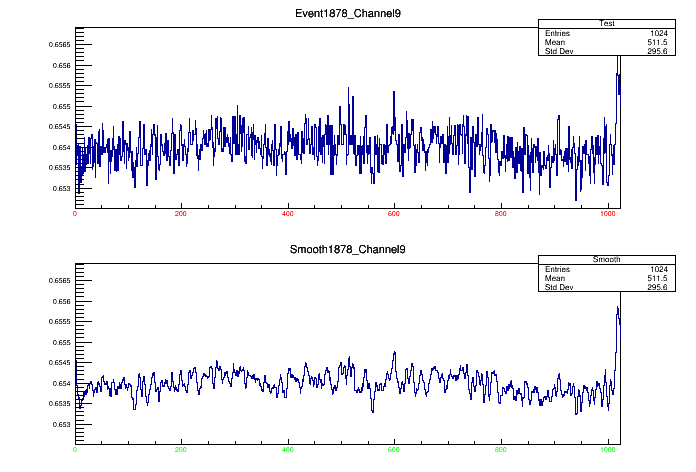 Event1878_Channel9
Test
Entries 1024
Mean 511.5
Std Dev 295.6
0.6565
0.656
0.6555
0.655
0.6545
0.654
0.6535
0.653
0 200 400 600 800 1000
Smooth1878_Channel9
Smooth
Entries 1024
Mean 511.5
Std Dev 295.6
0.6565
0.656
0.6555
0.655
0.6545
0.654
0.6535
0.653
0 200 400 600 800 1000